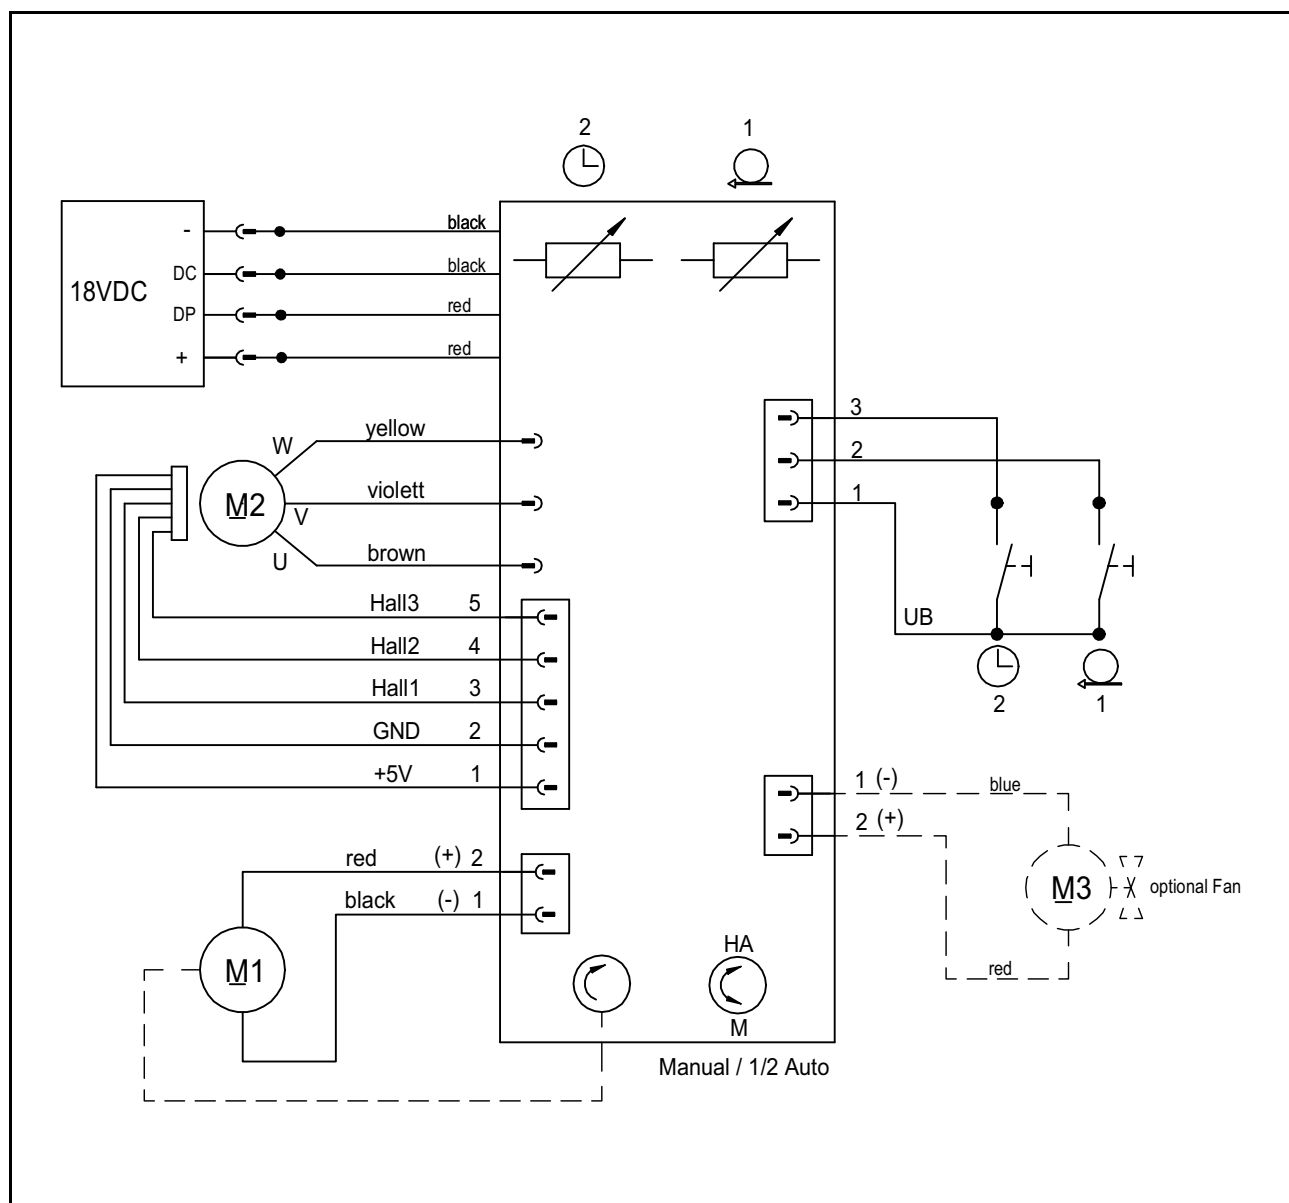 2
1
- black
DC black
18VDC
DP red
+ red
W yellow
M2
violett
V
U brown
Hall3 5
Hall2 4
Hall1 3
GND 2
+5V 1
3
2
1
UB
2
1
1 (-) blue
2 (+)
M3 optional Fan
red
red (+) 2
black (-) 1
M1
HA
M
Manual / 1/2 Auto